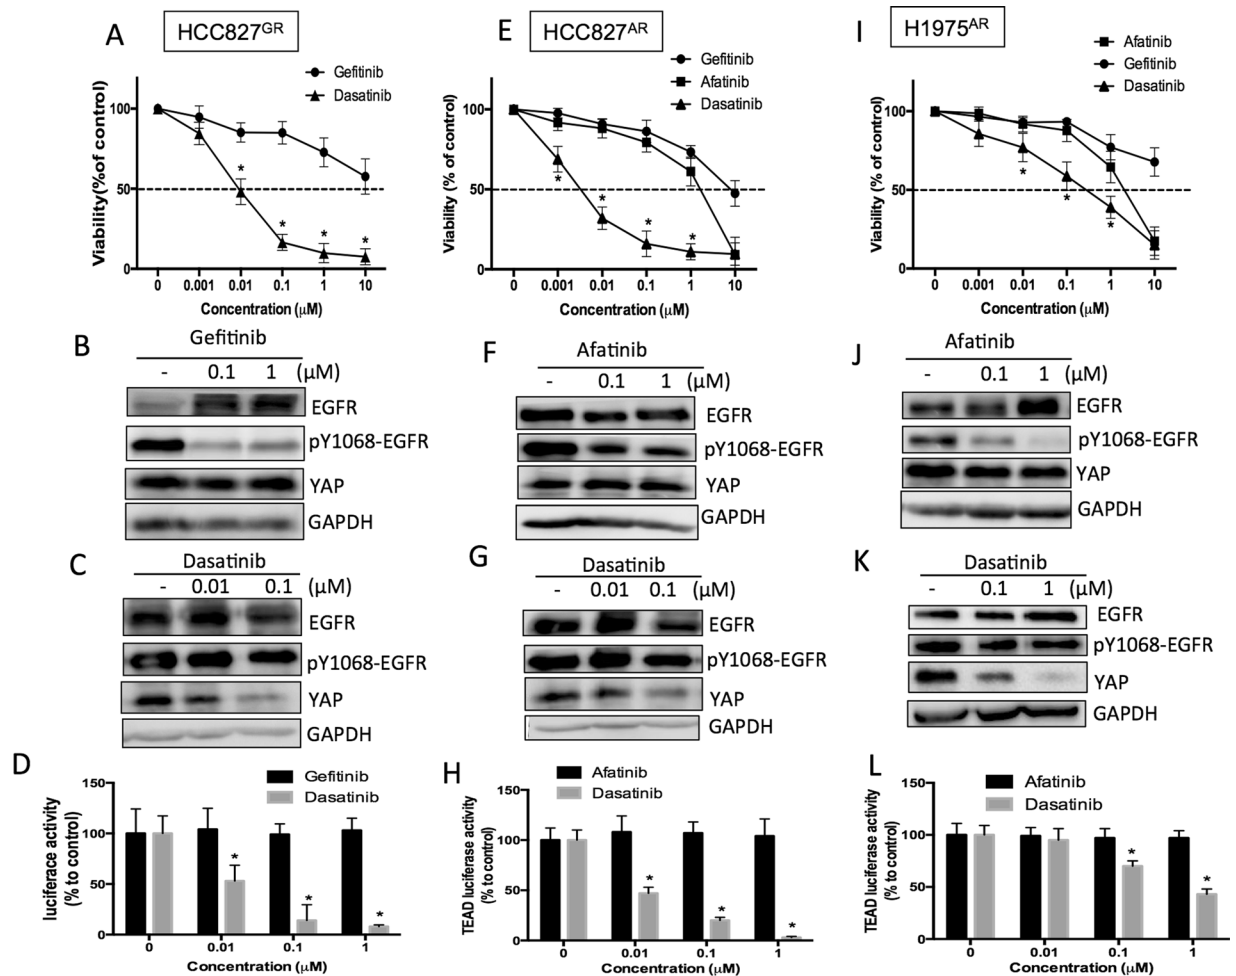 A
HCC827GR
Gefitinib
Dasatinib
Viability(%of control)
100
50
0
0 0.001 0.01 0.1 1 10
Concentration (μM)
* * * *
E
HCC827AR
Gefitinib
Afatinib
Dasatinib
Viability (% of control)
100
50
0
0 0.001 0.01 0.1 1 10
Concentration (μM)
* * * *
I
H1975AR
Afatinib
Gefitinib
Dasatinib
Viability (% of control)
100
50
0
0 0.001 0.01 0.1 1 10
Concentration (μM)
* * *
B
Gefitinib
- 0.1 1 (μM)
EGFR
pY1068-EGFR
YAP
GAPDH
F
Afatinib
- 0.1 1 (μM)
EGFR
pY1068-EGFR
YAP
GAPDH
J
Afatinib
- 0.1 1 (μM)
EGFR
pY1068-EGFR
YAP
GAPDH
C
Dasatinib
- 0.01 0.1 (μM)
EGFR
pY1068-EGFR
YAP
GAPDH
G
Dasatinib
- 0.01 0.1 (μM)
EGFR
pY1068-EGFR
YAP
GAPDH
K
Dasatinib
- 0.1 1 (μM)
EGFR
pY1068-EGFR
YAP
GAPDH
D
Gefitinib
Dasatinib
luciferace activity
(% to control)
150
100
50
0
0 0.01 0.1 1
Concentration (μM)
* * *
H
Afatinib
Dasatinib
TEAD luciferase activity
(% to control)
150
100
50
0
0 0.01 0.1 1
Concentration (μM)
* * *
L
Afatinib
Dasatinib
TEAD luciferase activity
(% to control)
150
100
50
0
0 0.01 0.1 1
Concentration (μM)
* *